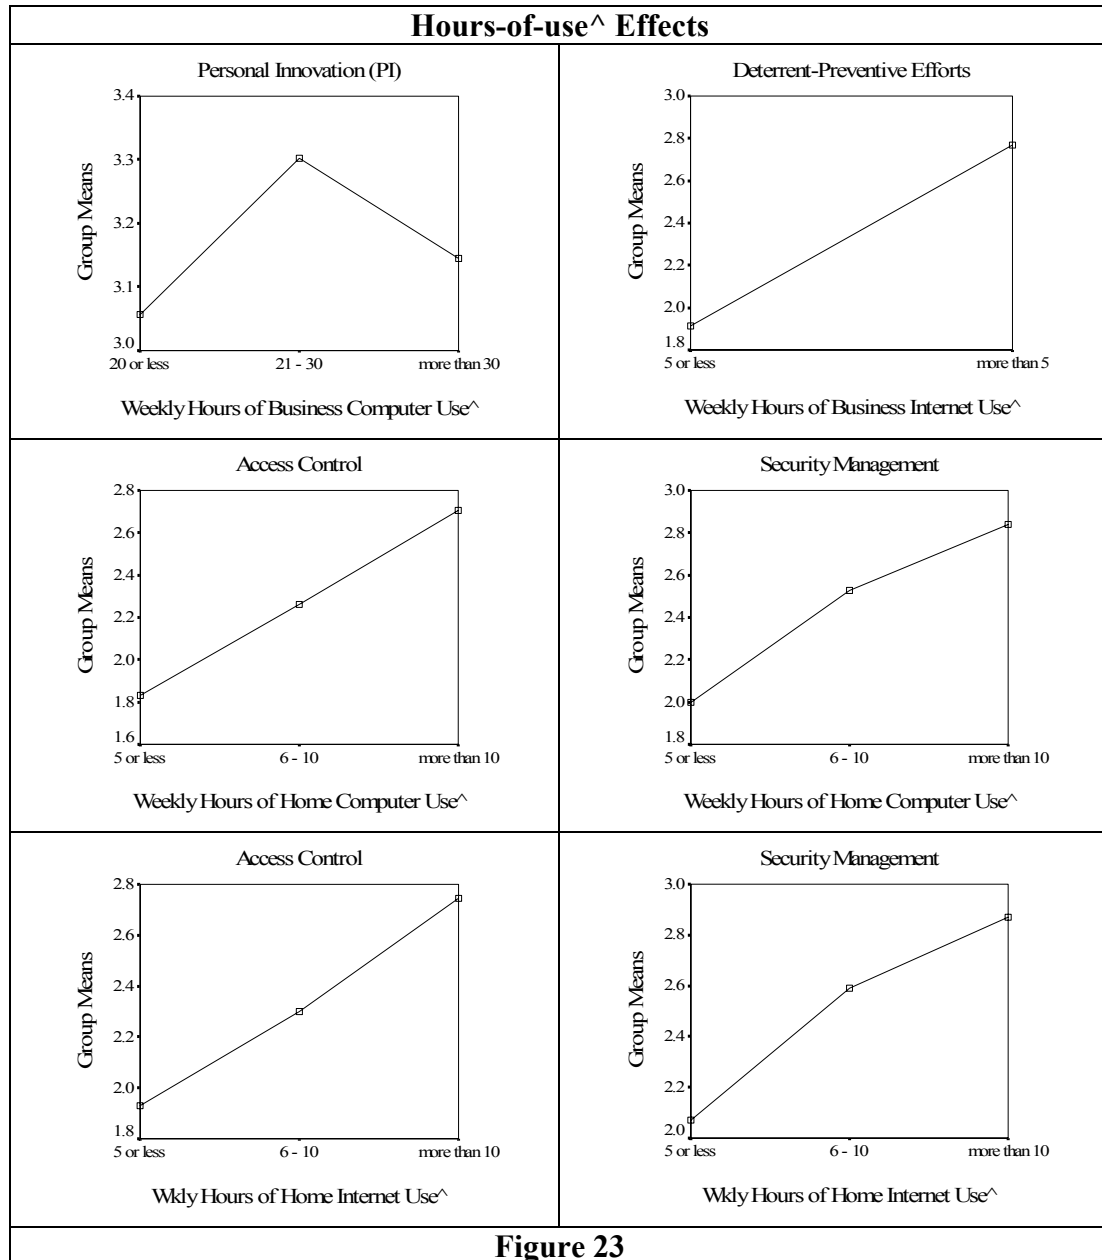 Hours-of-use^ Effects
Personal Innovation (PI)
3.4
3.3
3.2
3.1
3.0
Group Means
20 or less
21 - 30
more than 30
Weekly Hours of Business Computer Use^
Deterrent-Preventive Efforts
3.0
2.8
2.6
2.4
2.2
2.0
1.8
Group Means
5 or less
more than 5
Weekly Hours of Business Internet Use^
Access Control
2.8
2.6
2.4
2.2
2.0
1.8
1.6
Group Means
5 or less
6 - 10
more than 10
Weekly Hours of Home Computer Use^
Security Management
3.0
2.8
2.6
2.4
2.2
2.0
1.8
Group Means
5 or less
6 - 10
more than 10
Weekly Hours of Home Computer Use^
Access Control
2.8
2.6
2.4
2.2
2.0
1.8
Group Means
5 or less
6 - 10
more than 10
Wkly Hours of Home Internet Use^
Security Management
3.0
2.8
2.6
2.4
2.2
2.0
Group Means
5 or less
6 - 10
more than 10
Wkly Hours of Home Internet Use^
Figure 23